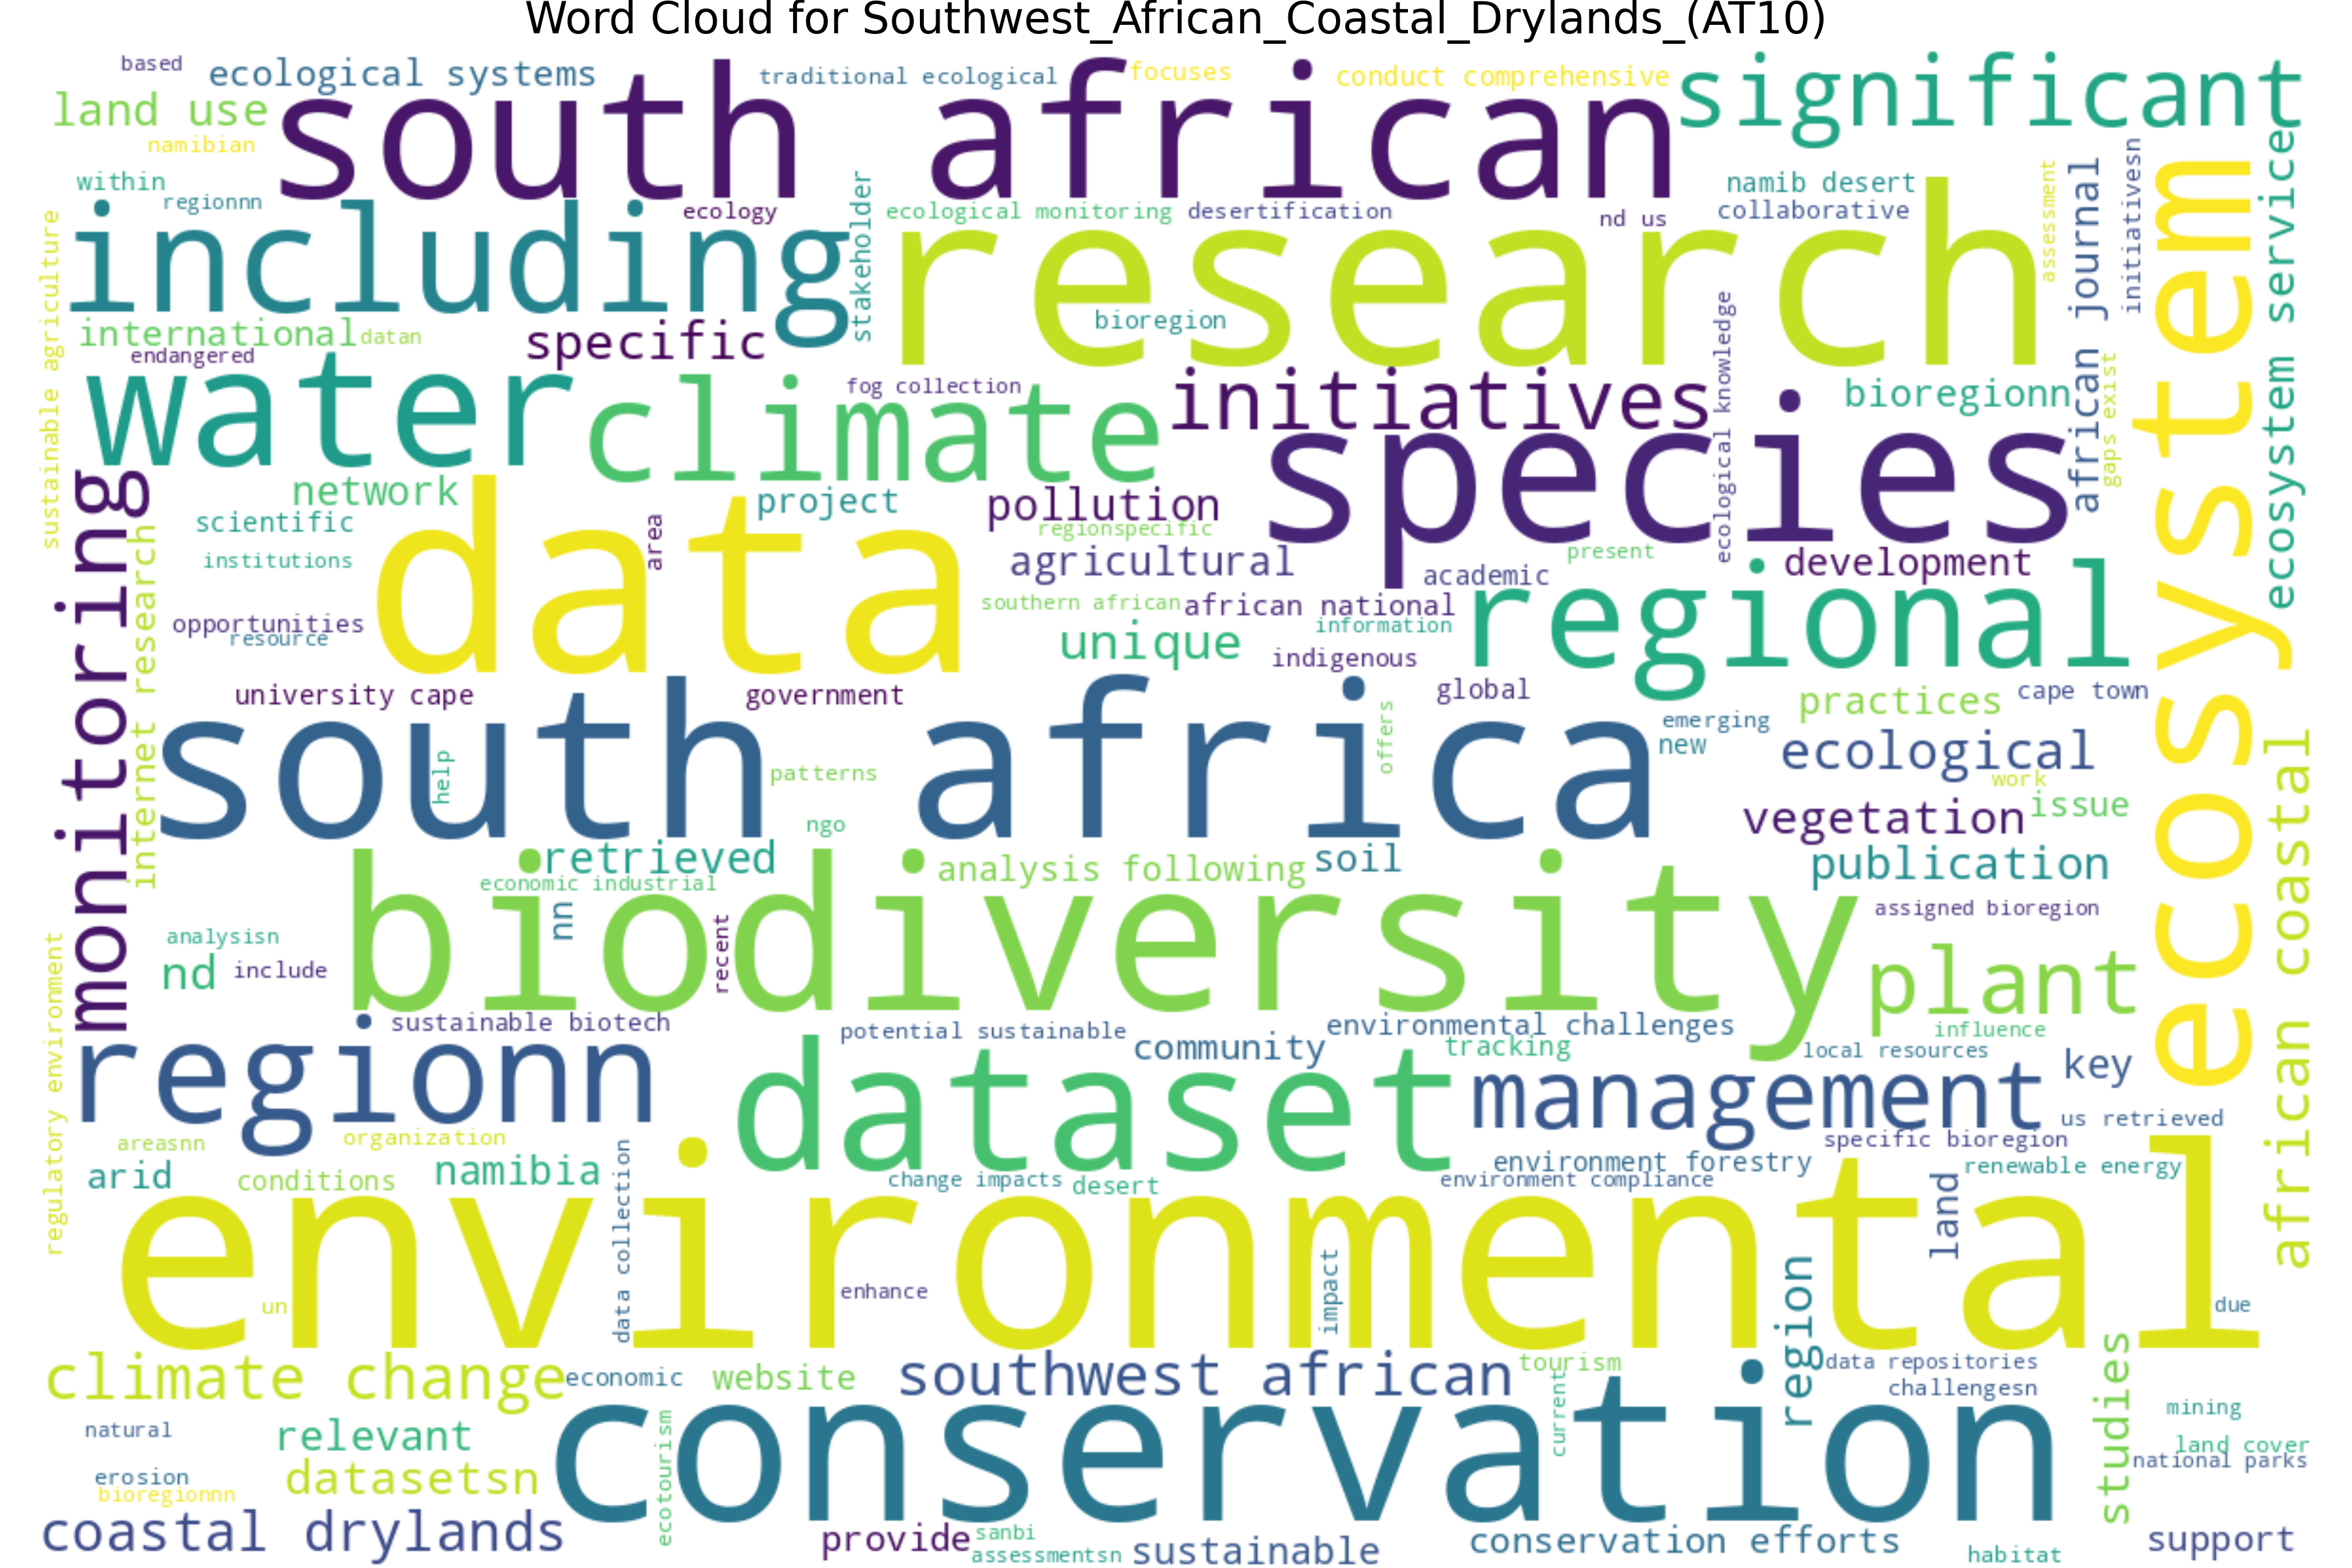 Word Cloud for Southwest_African_Coastal_Drylands_(AT10)
based
ecological systems
traditional ecological
focuses
conduct comprehensive
significant
land use
south african
namibian
within
regionnn
ecology
stakeholder
ecological monitoring
desertification
nd us
namib desert
collaborative
assessment
african journal
initiativesn
ecosystem service
ecosystem
including
research
bioregion
sustainable agriculture
international
datan
specific
endangered
water
climate
fog collection
initiatives
ecological knowledge
bioregionn
gaps exist
species
monitoring
network
project
pollution
scientific
data
area
regionspecific
institutions
internet research
agricultural
present
development
academic
regional
opportunities
resource
southern african
african national
information
unique
indigenous
university cape
government
global
practices
cape town
south africa
offers
emerging
new
ecological
help
patterns
work
vegetation
issue
ngo
african coastal
retrieved
analysis following
soil
publication
economic industrial
biodiversity
nn
recent
assigned bioregion
analysisn
nd
include
plant
regulatory environment
sustainable biotech
potential sustainable
environmental challenges
influence
regionn
community
tracking
local resources
dataset
management
key
us retrieved
areasnn
organization
specific bioregion
arid
conditions
namibia
data collection
change impacts
desert
environment forestry
environment compliance
renewable energy
land
environmental
un
enhance
impact
region
due
climate change
economic
website
southwest african
tourism
data repositories
challengesn
studies
natural
relevant
ecotourism
conservation
current
mining
land cover
national parks
erosion
bioregionnn
datasetsn
coastal drylands
provide
sanbi
assessmentsn
sustainable
conservation efforts
habitat
support